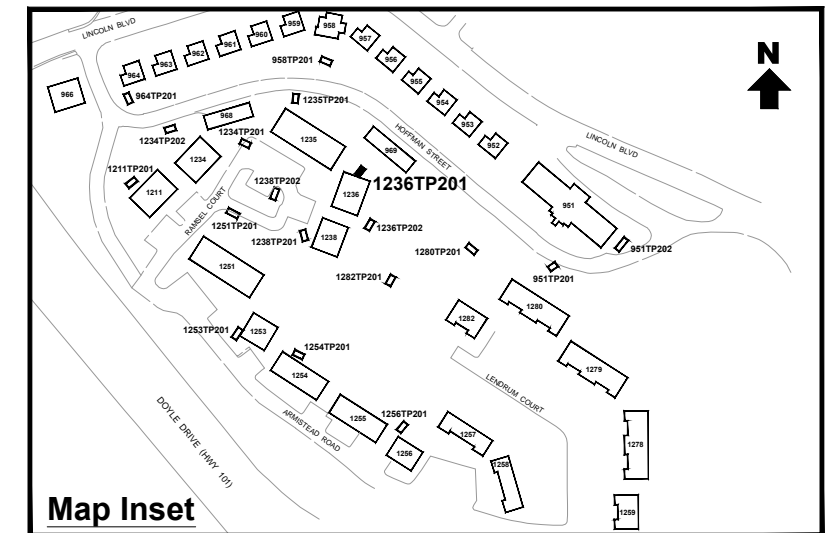 LINCOLN BLVD
959
958
960
957
961
962
956
963
958TP201
964
955
966
964TP201
954
968
1235TP201
953
1234TP202
1234TP201
1235
HOFFMAN STREET
952
LINCOLN BLVD
969
1234
1211TP201
1236TP201
1238TP202
1211
1236
RAMSEL COURT
951
1251TP201
1236TP202
1238TP201
1238
1280TP201
951TP202
1251
1282TP201
951TP201
1280
1282
1253TP201
1253
1254TP201
1279
1254
LENDRUM COURT
DOYLE DRIVE (HWY 101)
1255
1256TP201
ARMISTEAD ROAD
1257
1278
1256
1258
Map Inset
1259
N